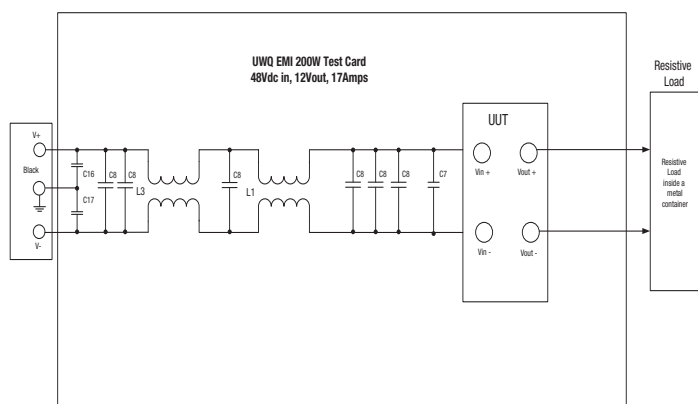 UWQ EMI 200W Test Card
48Vdc in, 12Vout, 17Amps
Resistive
Load
UUT
V+
Black
V-
C16
C17
C8
C8
L3
C8
L1
C8
C8
C8
C7
Vin +
Vout +
Vin -
Vout -
Resistive
Load
inside a
metal
container